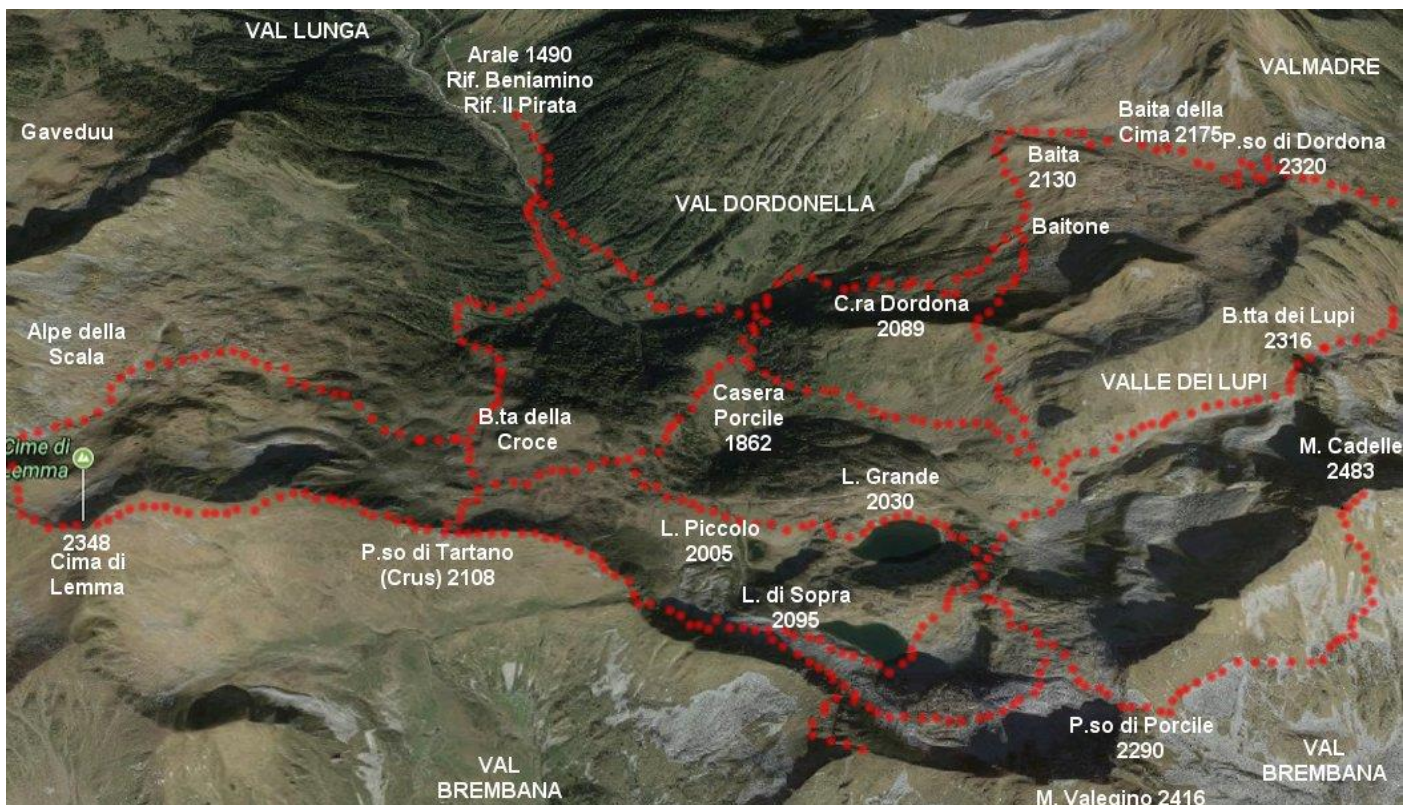 VAL LUNGA
Arale 1490
Rif. Beniamino
Rif. Il Pirata
VALMADRE
Gaveduu
Baita della
Cima 2175
P.so di Dordona
2320
Baita
2130
VAL DORDONELLA
Baitone
C.ra Dordona
2089
B.tta dei Lupi
2316
Alpe della
Scala
VALLE DEI LUPI
Casera
Porcile
1862
B.ta della
Croce
Cime di
Lemma
M. Cadelle
2483
L. Grande
2030
L. Piccolo
2005
2348
Cima di
Lemma
P.so di Tartano
(Crus) 2108
L. di Sopra
2095
P.so di Porcile
2290
VAL
BREMBANA
VAL
BREMBANA
M. Valegino 2416